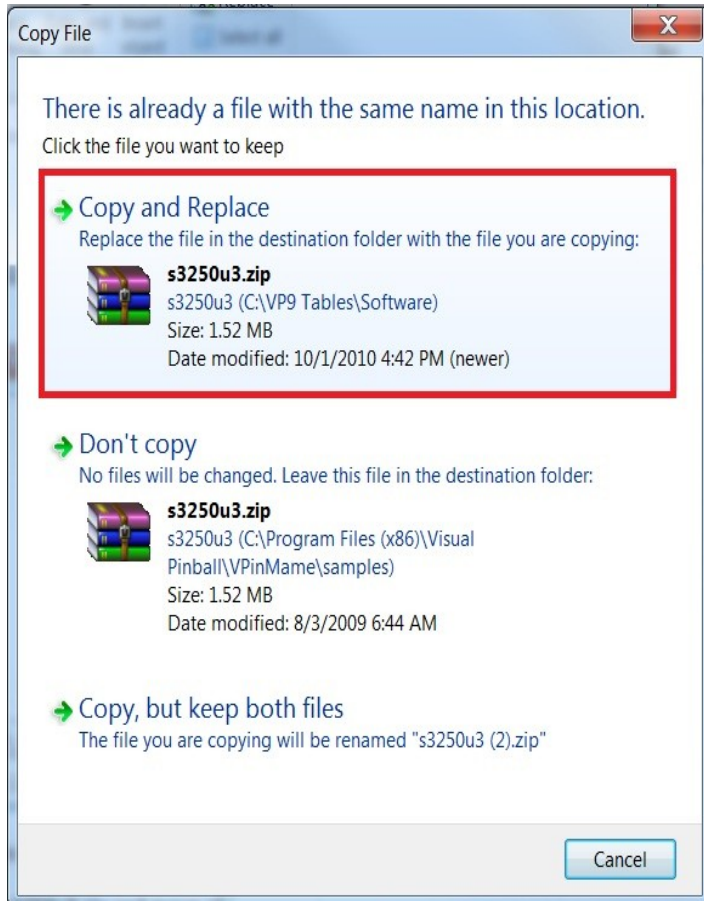 Copy File
There is already a file with the same name in this location.
Click the file you want to keep
Copy and Replace
Replace the file in the destination folder with the file you are copying:
s3250u3.zip
s3250u3 (C:\VP9 Tables\Software)
Size: 1.52 MB
Date modified: 10/1/2010 4:42 PM (newer)
Don't copy
No files will be changed. Leave this file in the destination folder:
s3250u3.zip
s3250u3 (C:\Program Files (x86)\Visual
Pinball\VPinMame\samples)
Size: 1.52 MB
Date modified: 8/3/2009 6:44 AM
Copy, but keep both files
The file you are copying will be renamed "s3250u3 (2).zip"
Cancel